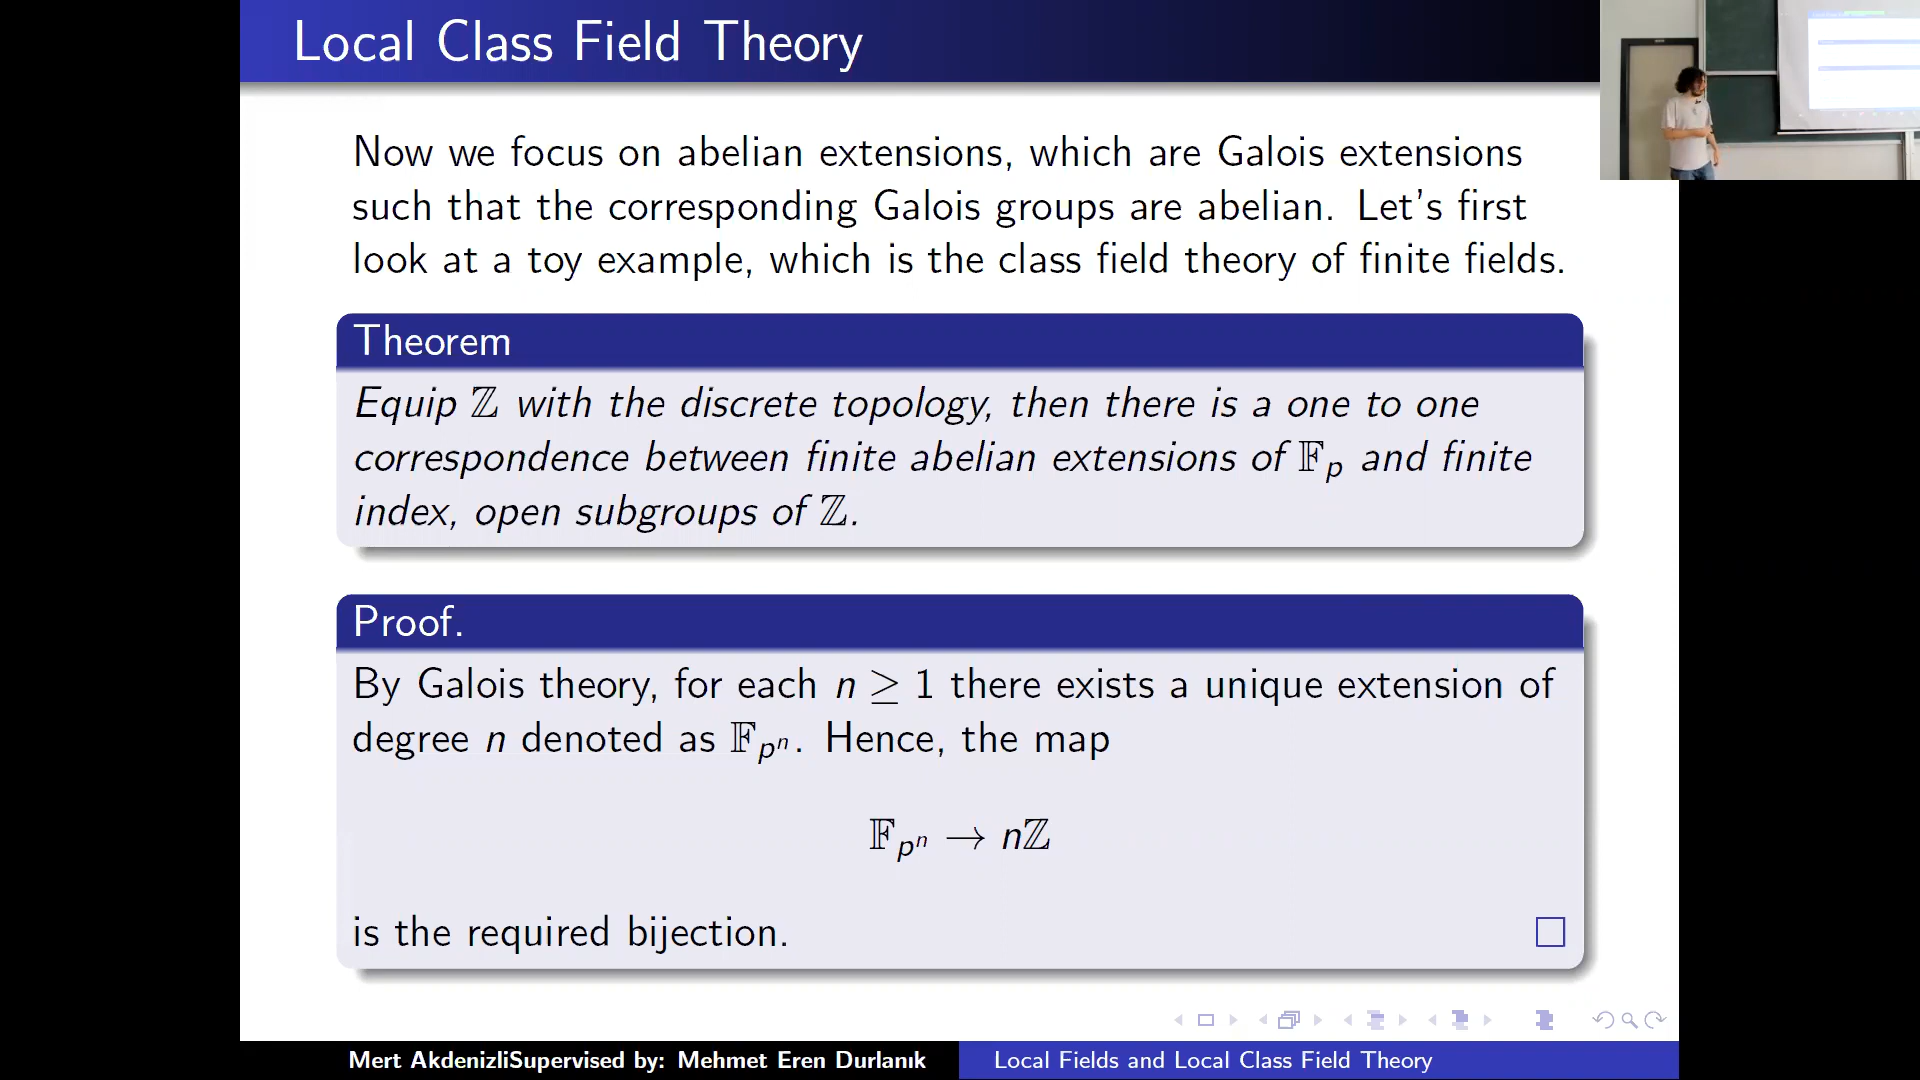 Local Class Field Theory
Now we focus on abelian extensions, which are Galois extensions
such that the corresponding Galois groups are abelian. Let's first
look at a toy example, which is the class field theory of finite fields.
Theorem
Equip ℤ with the discrete topology, then there is a one to one
correspondence between finite abelian extensions of 𝔽_p and finite
index, open subgroups of ℤ.
Proof.
By Galois theory, for each n ≥ 1 there exists a unique extension of
degree n denoted as 𝔽_{p^n}. Hence, the map
𝔽_{p^n} → nℤ
is the required bijection. □
Mert AkdenizliSupervised by: Mehmet Eren Durlanık
Local Fields and Local Class Field Theory